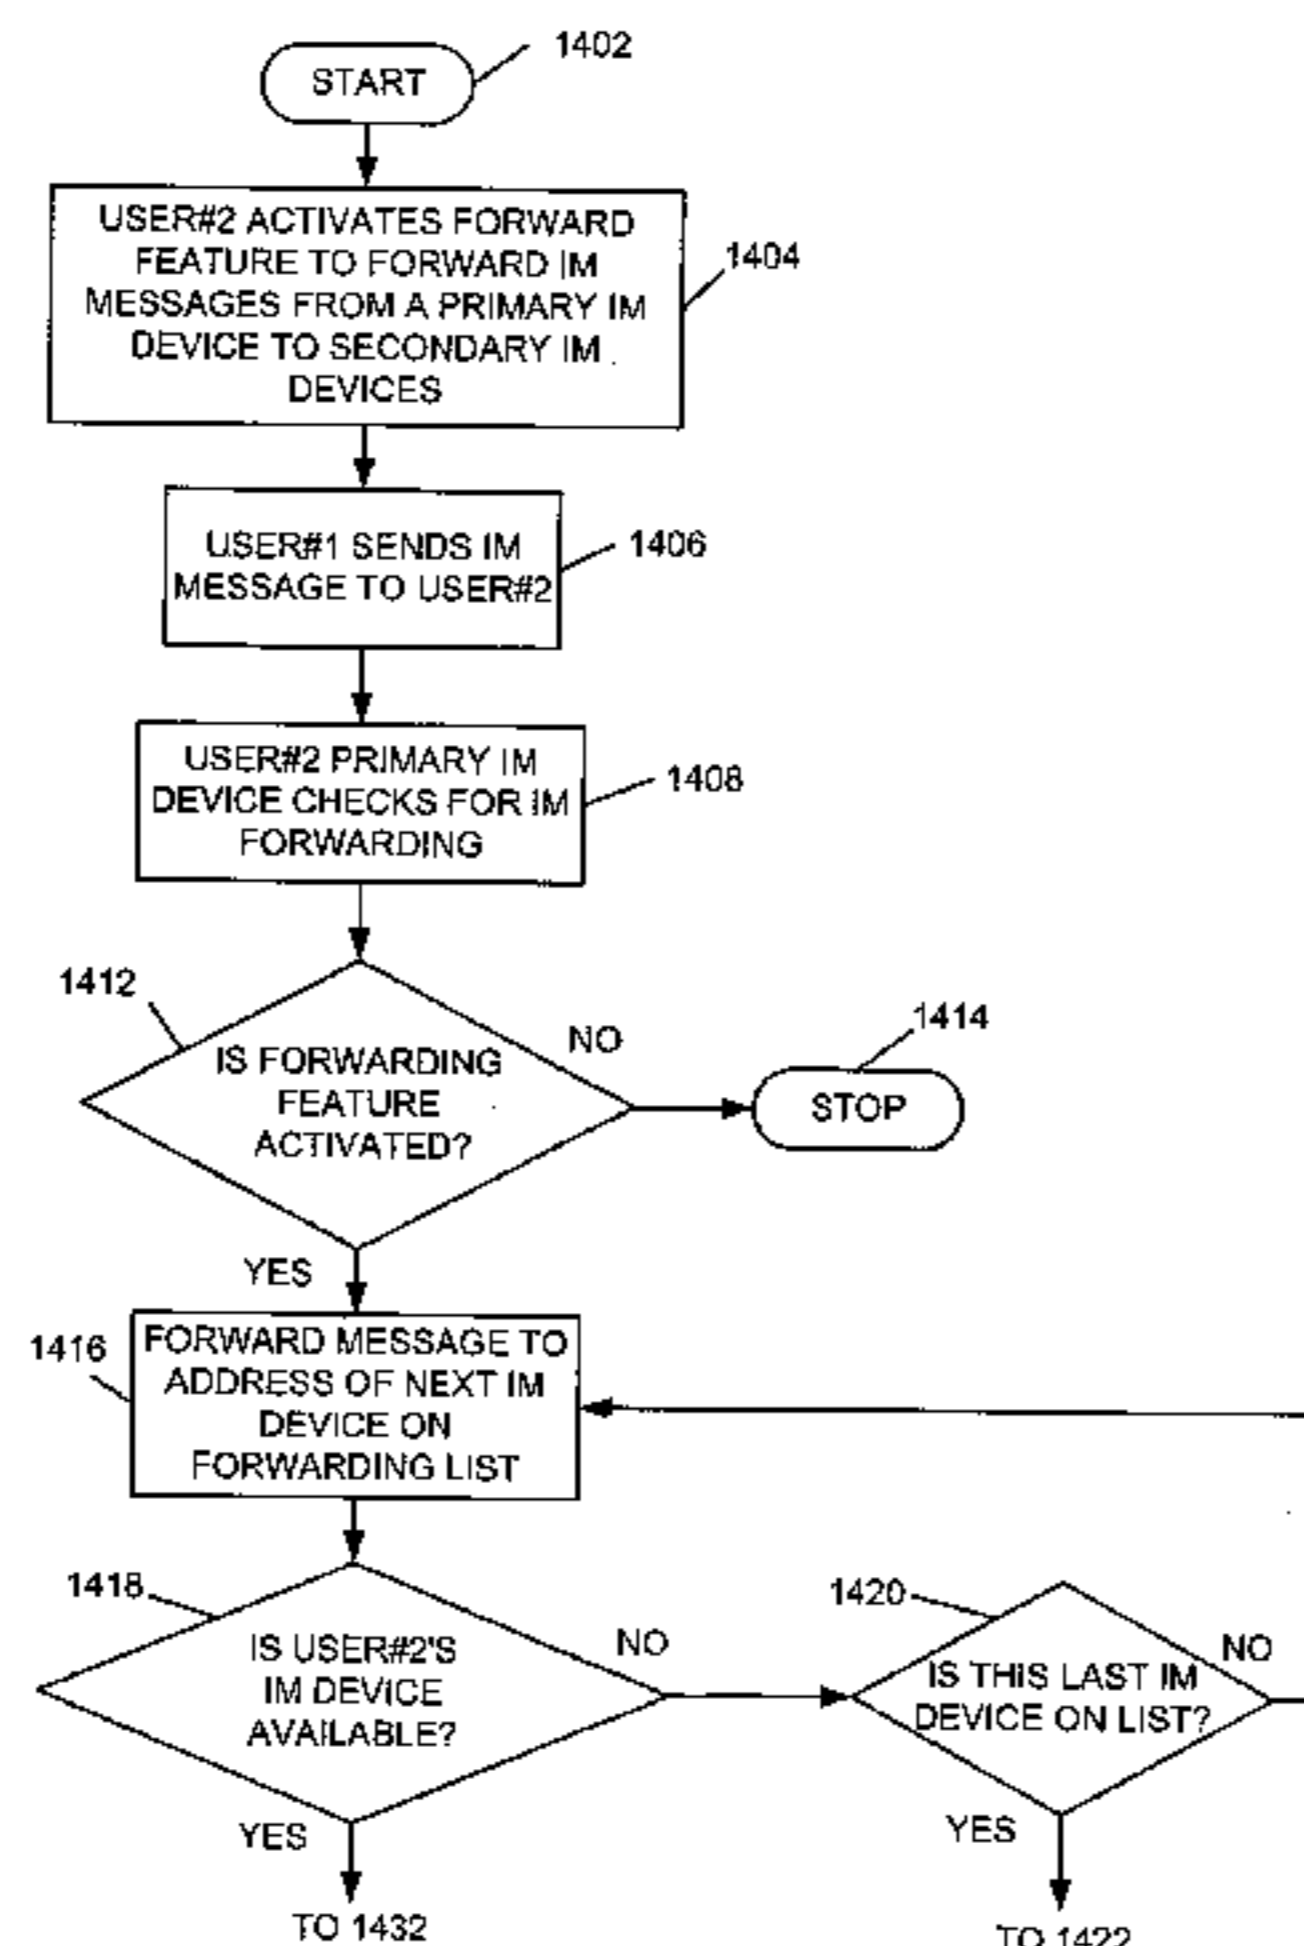 1402
START
USER#2 ACTIVATES FORWARD
FEATURE TO FORWARD IM
MESSAGES FROM A PRIMARY IM
DEVICE TO SECONDARY IM
DEVICES
1404
USER#1 SENDS IM
MESSAGE TO USER#2
1406
USER#2 PRIMARY IM
DEVICE CHECKS FOR IM
FORWARDING
1408
1412
IS FORWARDING
FEATURE
ACTIVATED?
NO
1414
STOP
YES
1416
FORWARD MESSAGE TO
ADDRESS OF NEXT IM
DEVICE ON
FORWARDING LIST
1418
IS USER#2'S
IM DEVICE
AVAILABLE?
NO
1420
IS THIS LAST IM
DEVICE ON LIST?
NO
YES
TO 1432
YES
TO 1422